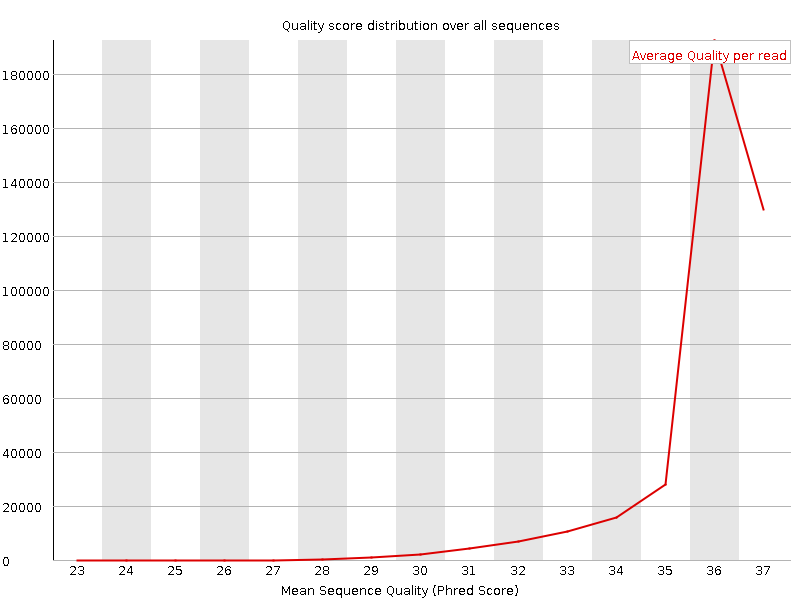 Quality score distribution over all sequences
Average Quality per read
180000
160000
140000
120000
100000
80000
60000
40000
20000
0
23 24 25 26 27 28 29 30 31 32 33 34 35 36 37
Mean Sequence Quality (Phred Score)